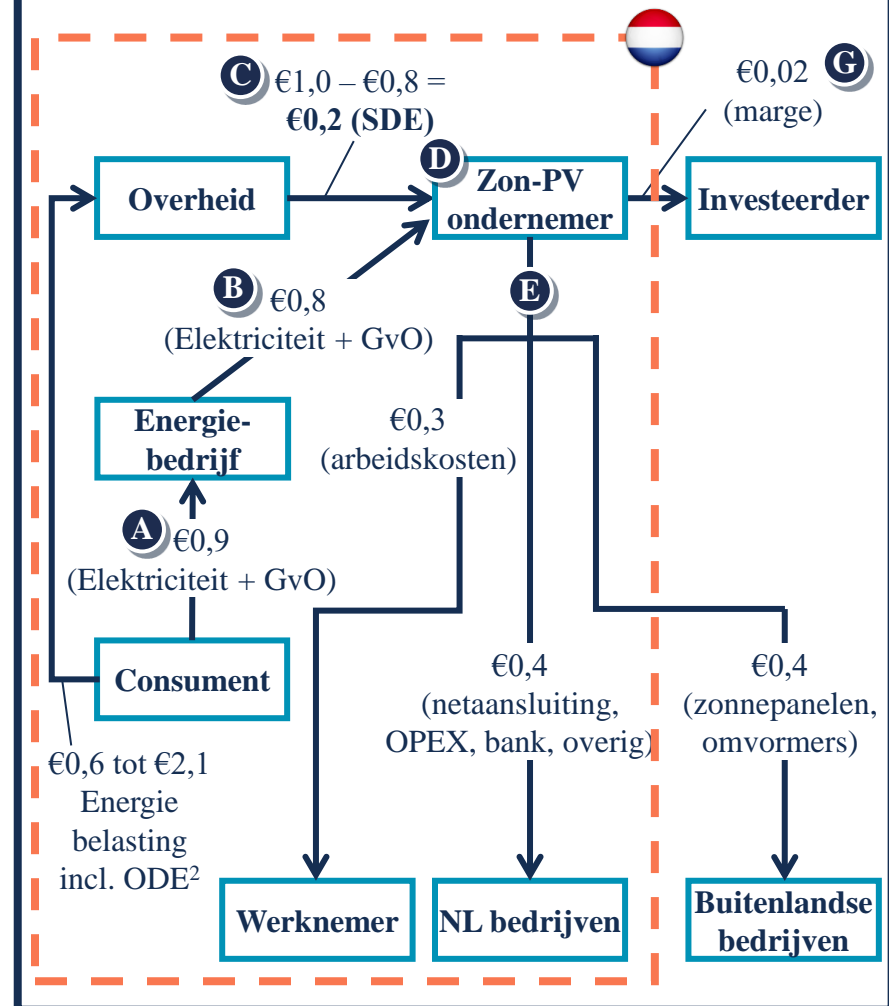 C €1,0 – €0,8 =
€0,2 (SDE)
€0,02 G
(marge)
D
Overheid
Zon-PV
ondernemer
Investeerder
B €0,8
(Elektriciteit + GvO)
E
Energie-
bedrijf
€0,3
(arbeidskosten)
A €0,9
(Elektriciteit + GvO)
Consument
€0,4
(netaansluiting,
OPEX, bank, overig)
€0,4
(zonnepanelen,
omvormers)
€0,6 tot €2,1
Energie
belasting
incl. ODE²
Werknemer
NL bedrijven
Buitenlandse
bedrijven